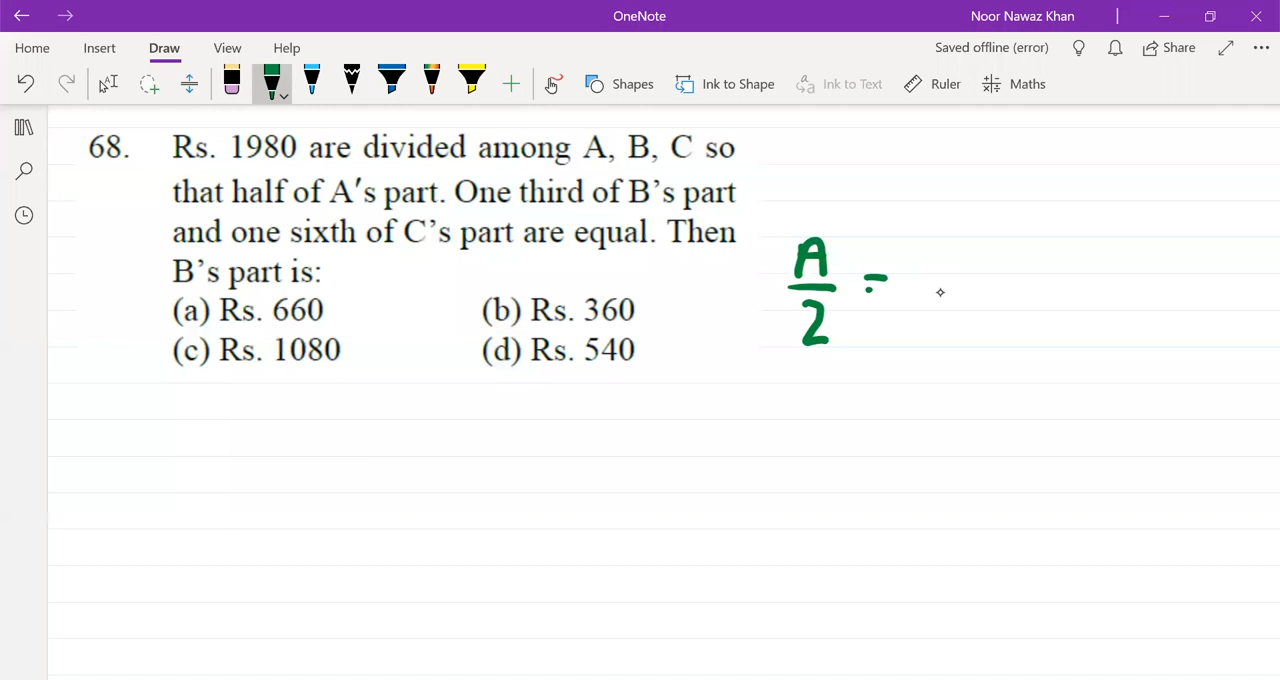 OneNote
Noor Nawaz Khan
Home Insert Draw View Help
Saved offline (error)
Share
Shapes
Ink to Shape
Ink to Text
Ruler
Maths
68. Rs. 1980 are divided among A, B, C so
that half of A's part. One third of B's part
and one sixth of C's part are equal. Then
B's part is:
(a) Rs. 660 (b) Rs. 360
(c) Rs. 1080 (d) Rs. 540
A
2
=